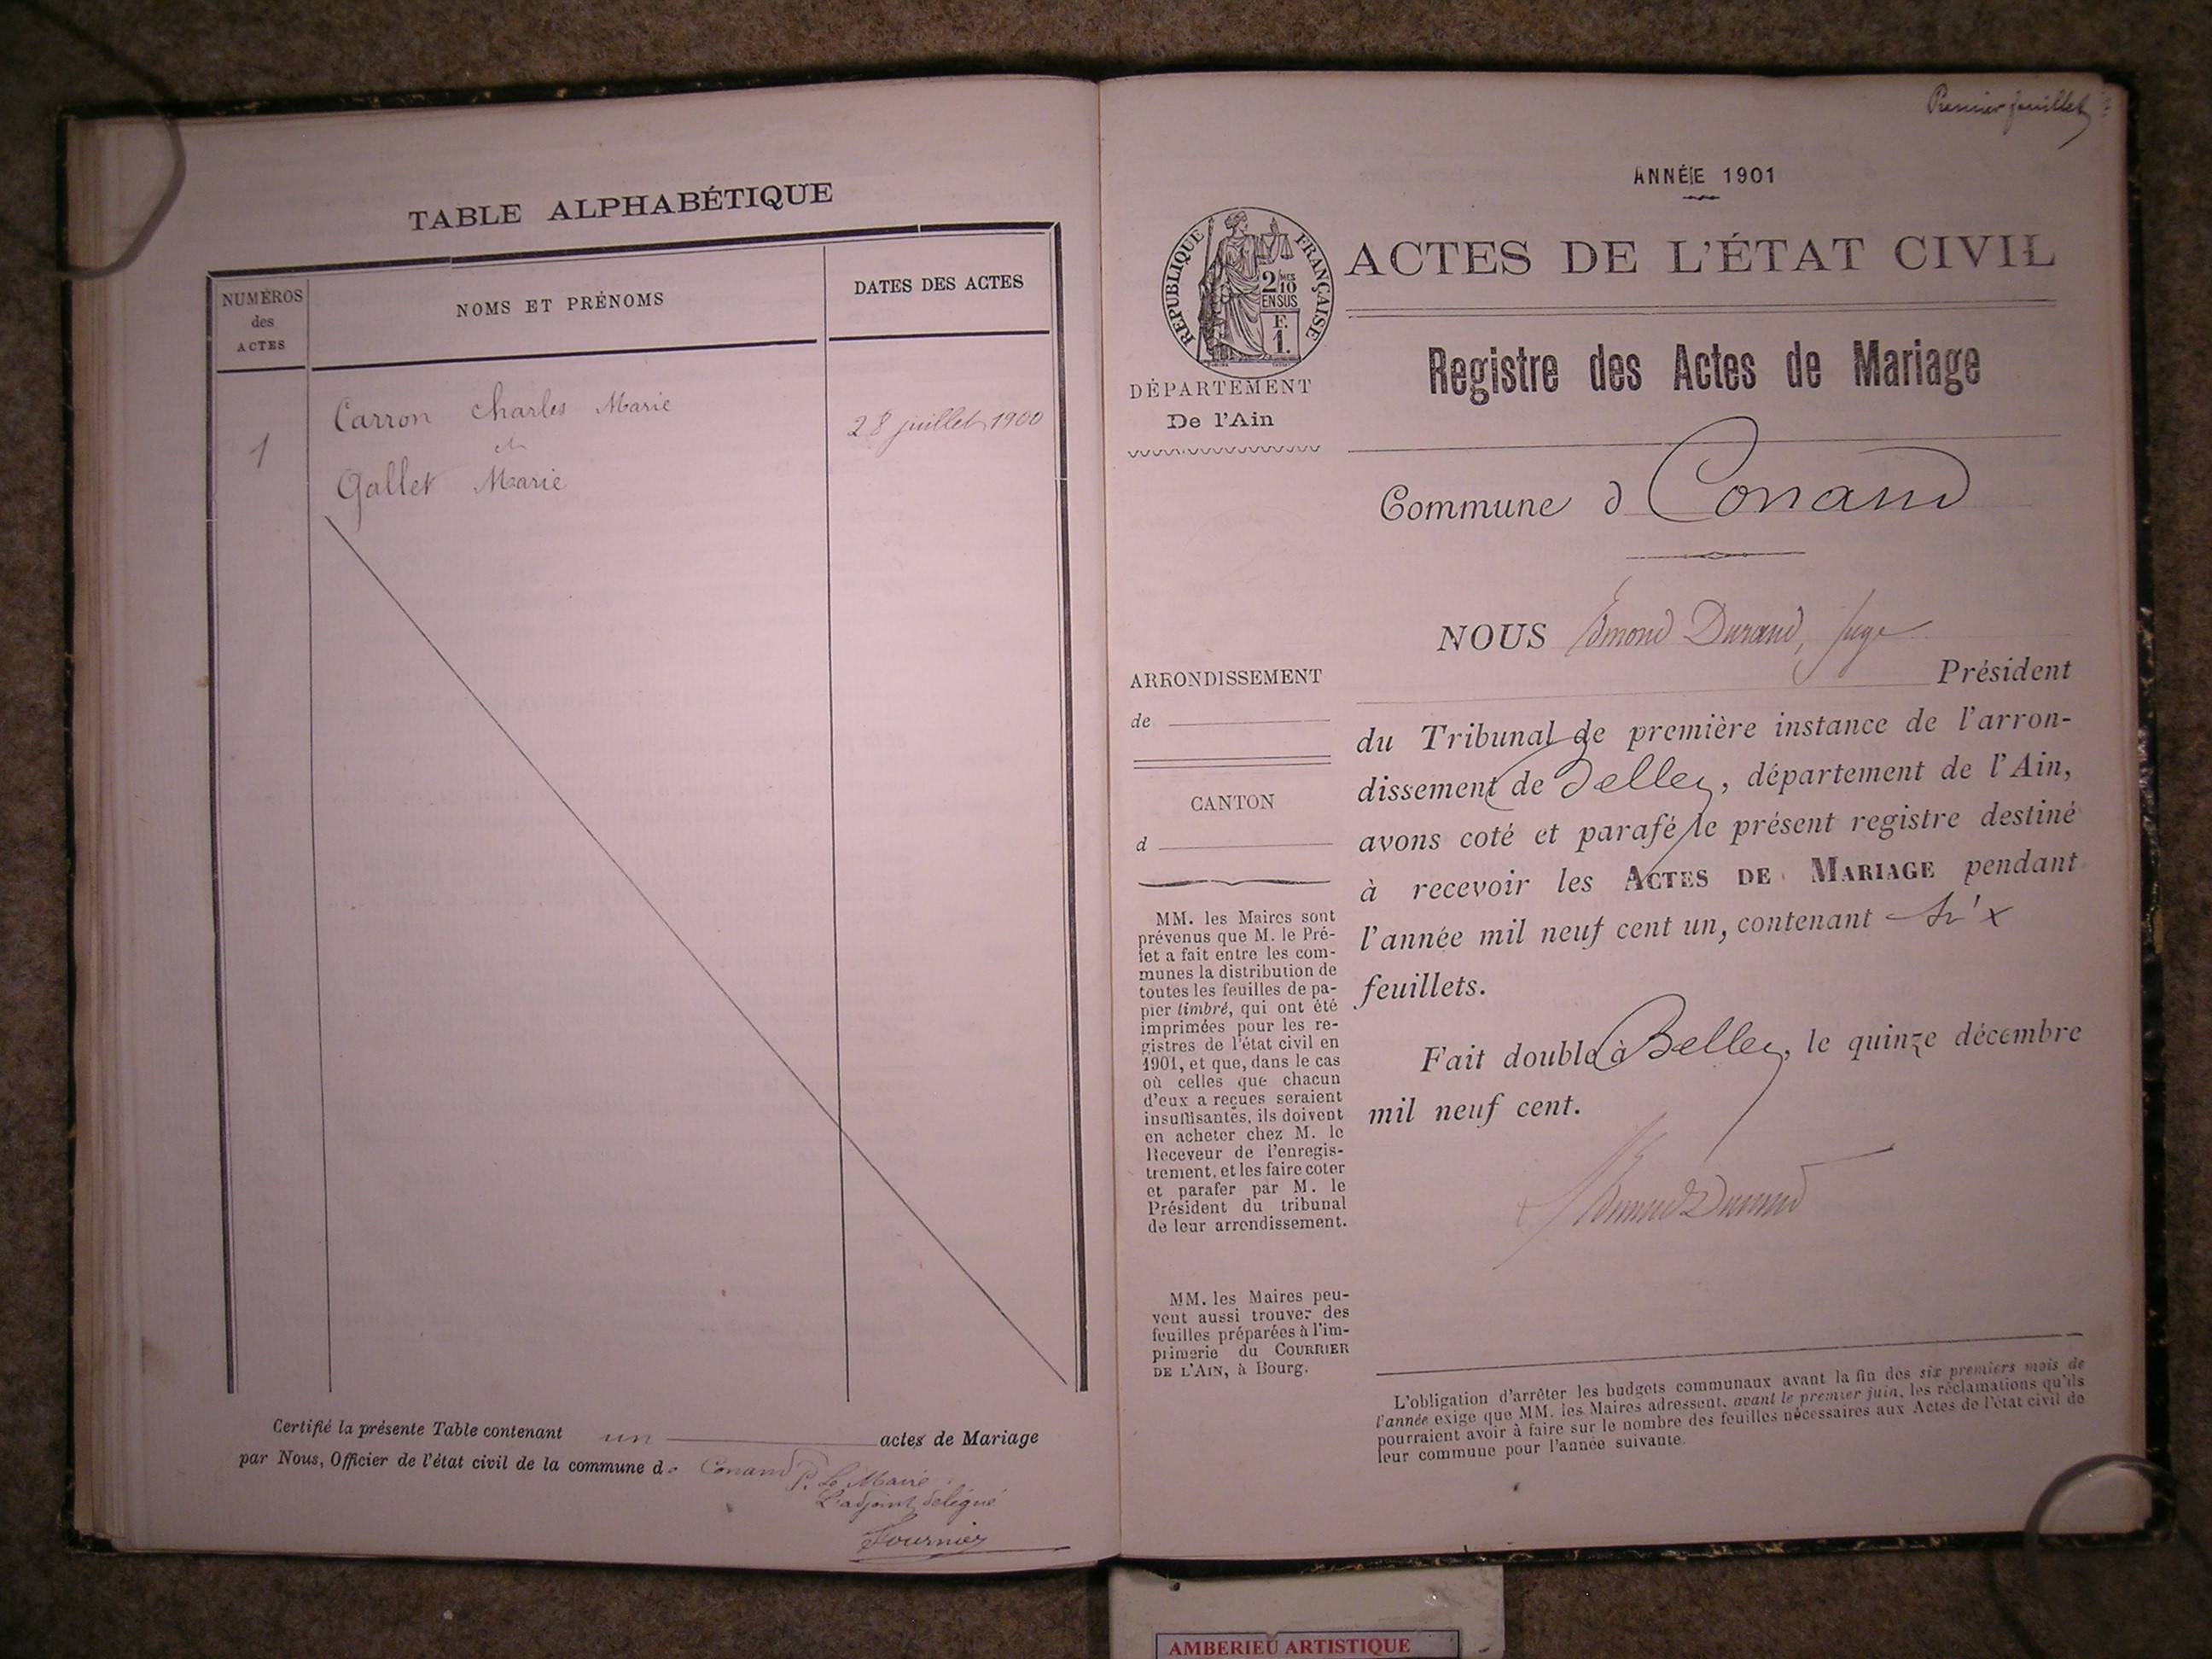 TABLE ALPHABÉTIQUE
NUMÉROS
des
ACTES
NOMS ET PRÉNOMS
DATES DES ACTES
1
Carron Charles Marie
et
Gallet Marie
28 juillet 1900
Certifié la présente Table contenant un actes de Mariage
par Nous, Officier de l'état civil de la commune de Conand P. Le Maire
L'adjoint délégué
Fournier
Premier feuillet
ANNÉE 1901
RÉPUBLIQUE FRANÇAISE
2 MES
10
EN SUS
F.
1.
ACTES DE L'ÉTAT CIVIL
DÉPARTEMENT
De l'Ain
Registre des Actes de Mariage
Commune d Conand
NOUS Edmond Durand, juge
Président
du Tribunal de première instance de l'arron-
dissement de Belley, département de l'Ain,
avons coté et parafé le présent registre destiné
à recevoir les ACTES DE MARIAGE pendant
l'année mil neuf cent un, contenant six
feuillets.
Fait double à Belley, le quinze décembre
mil neuf cent.
Edmond Durand
ARRONDISSEMENT
de
CANTON
d
MM. les Maires sont
prévenus que M. le Pré-
fet a fait entre les com-
munes la distribution de
toutes les feuilles de pa-
pier timbré, qui ont été
imprimées pour les re-
gistres de l'état civil en
1901, et que, dans le cas
où celles que chacun
d'eux a reçues seraient
insuffisantes, ils doivent
en acheter chez M. le
Receveur de l'enregis-
trement, et les faire coter
et parafer par M. le
Président du tribunal
de leur arrondissement.
MM. les Maires peu-
vent aussi trouver des
feuilles préparées à l'im-
primerie du COURRIER
DE L'AIN, à Bourg.
L'obligation d'arrêter les budgets communaux avant la fin des six premiers mois de
l'année exige que MM. les Maires adressent, avant le premier juin, les réclamations qu'ils
pourraient avoir à faire sur le nombre des feuilles nécessaires aux Actes de l'état civil de
leur commune pour l'année suivante.
AMBERIEU ARTISTIQUE